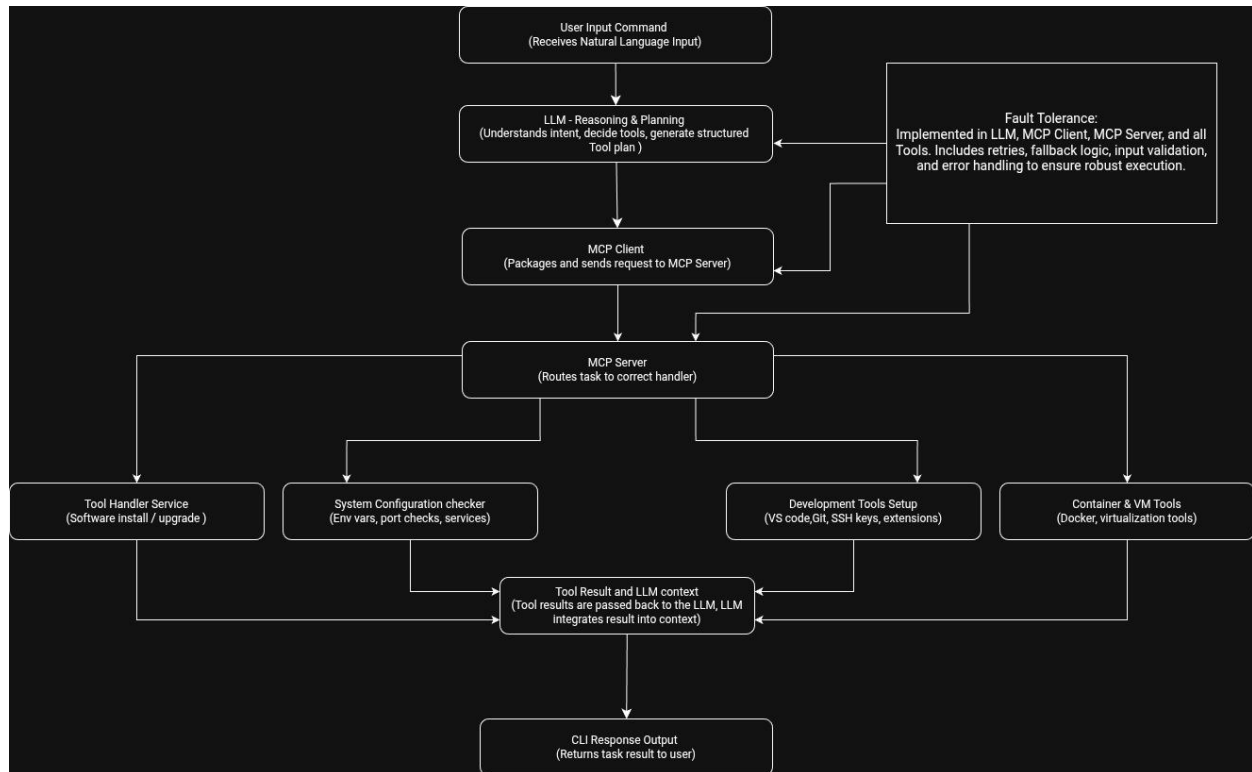 User Input Command
(Receives Natural Language Input)
LLM - Reasoning & Planning
(Understands intent, decide tools, generate structured
Tool plan )
Fault Tolerance:
Implemented in LLM, MCP Client, MCP Server, and all
Tools. Includes retries, fallback logic, input validation,
and error handling to ensure robust execution.
MCP Client
(Packages and sends request to MCP Server)
MCP Server
(Routes task to correct handler)
Tool Handler Service
(Software install / upgrade )
System Configuration checker
(Env vars, port checks, services)
Development Tools Setup
(VS code,Git, SSH keys, extensions)
Container & VM Tools
(Docker, virtualization tools)
Tool Result and LLM context
(Tool results are passed back to the LLM, LLM
integrates result into context)
CLI Response Output
(Returns task result to user)